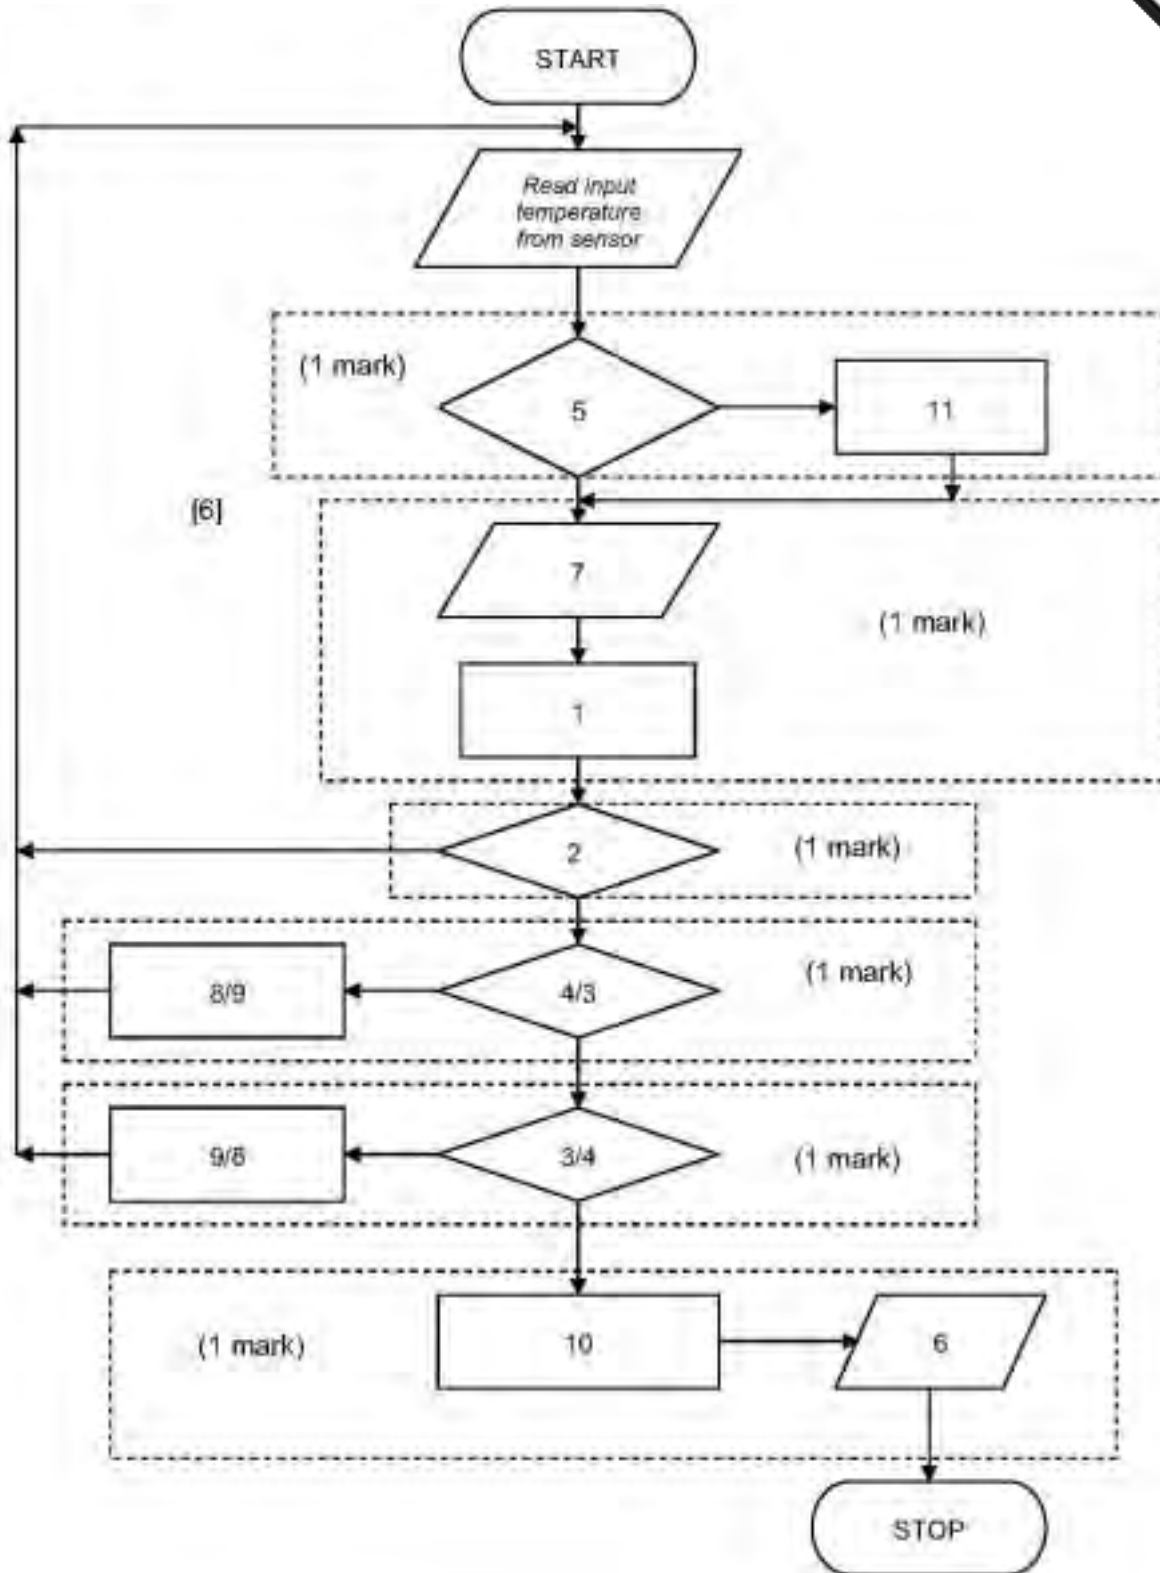 START
Read input
temperature
from sensor
(1 mark)
5
11
[6]
7
(1 mark)
1
2
(1 mark)
8/9
4/3
(1 mark)
9/8
3/4
(1 mark)
(1 mark)
10
6
STOP